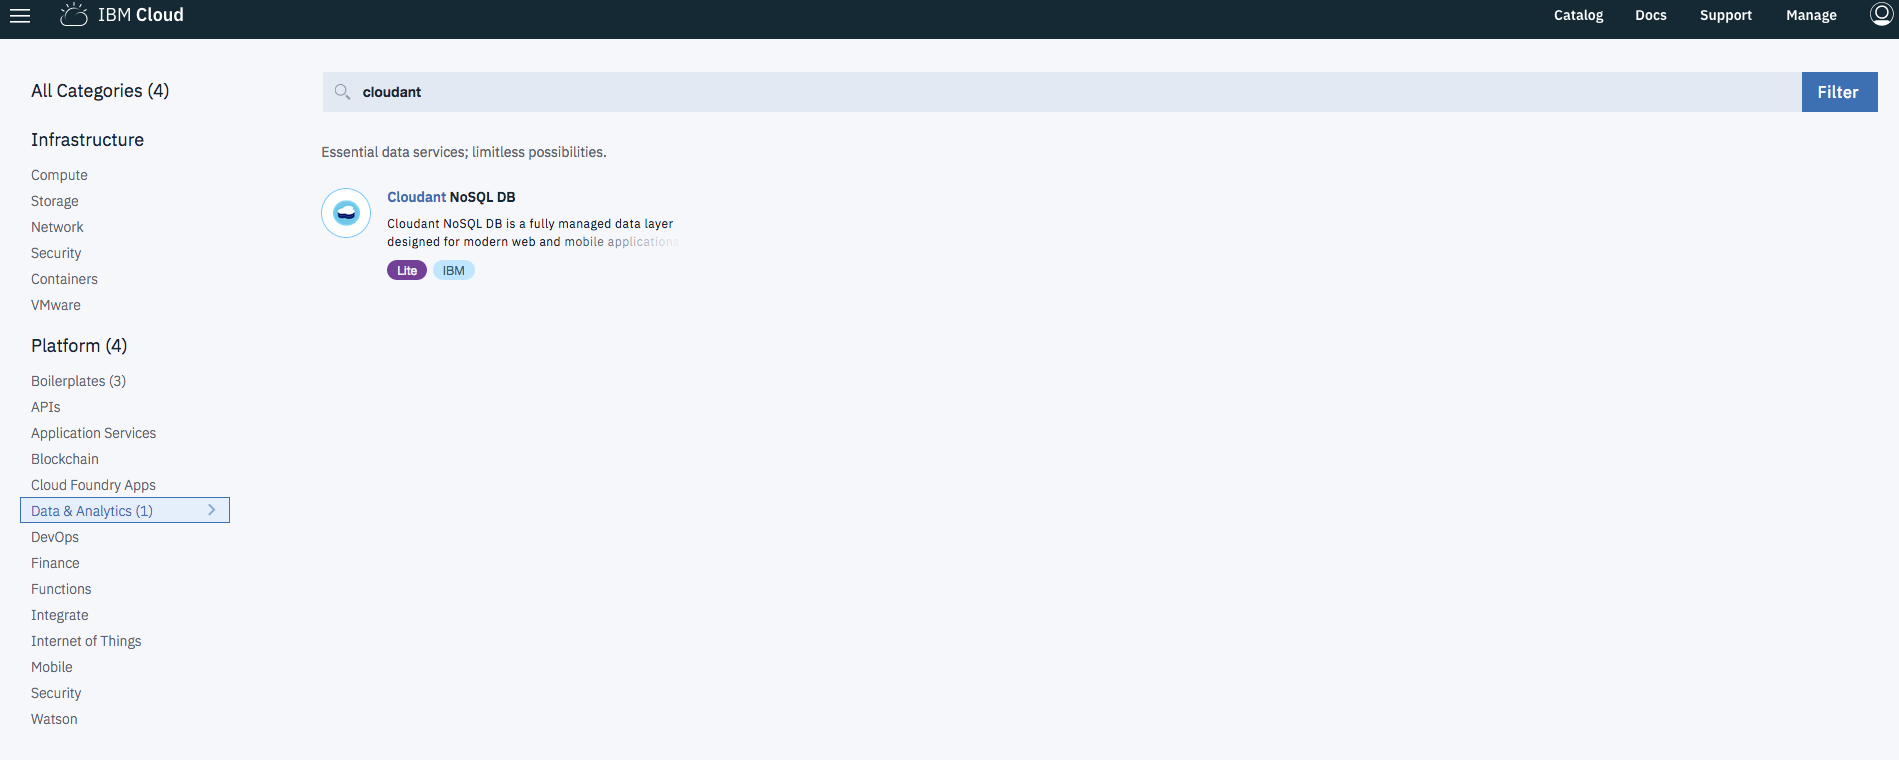 IBM Cloud
Catalog
Docs
Support
Manage
All Categories (4)
Infrastructure
Compute
Storage
Network
Security
Containers
VMware
Platform (4)
Boilerplates (3)
APIs
Application Services
Blockchain
Cloud Foundry Apps
Data & Analytics (1)
DevOps
Finance
Functions
Integrate
Internet of Things
Mobile
Security
Watson
cloudant
Filter
Essential data services; limitless possibilities.
Cloudant NoSQL DB
Cloudant NoSQL DB is a fully managed data layer
designed for modern web and mobile applications
Lite
IBM